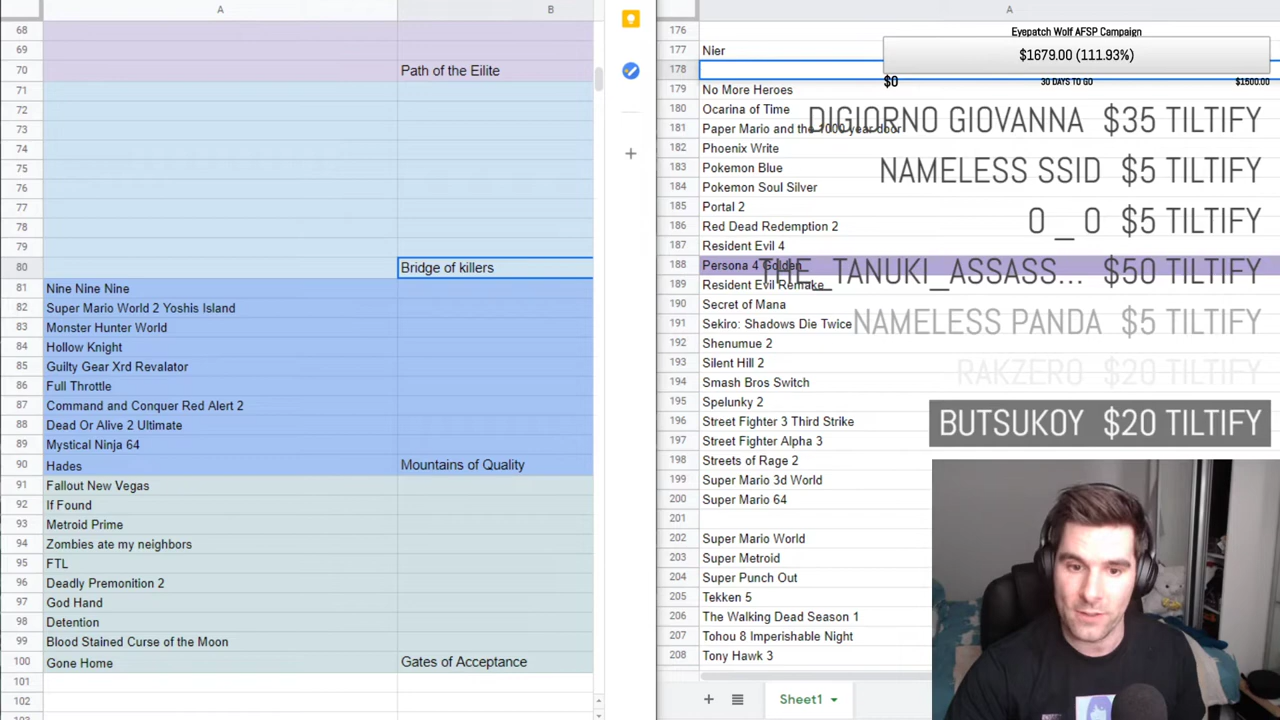 A
B
68
69
70 Path of the Eilite
71
72
73
74
75
76
77
78
79
80 Bridge of killers
81 Nine Nine Nine
82 Super Mario World 2 Yoshis Island
83 Monster Hunter World
84 Hollow Knight
85 Guilty Gear Xrd Revalator
86 Full Throttle
87 Command and Conquer Red Alert 2
88 Dead Or Alive 2 Ultimate
89 Mystical Ninja 64
90 Hades Mountains of Quality
91 Fallout New Vegas
92 If Found
93 Metroid Prime
94 Zombies ate my neighbors
95 FTL
96 Deadly Premonition 2
97 God Hand
98 Detention
99 Blood Stained Curse of the Moon
100 Gone Home Gates of Acceptance
101
102
A
176
177 Nier
178
179 No More Heroes
180 Ocarina of Time
181 Paper Mario and the 1000 year door
182 Phoenix Write
183 Pokemon Blue
184 Pokemon Soul Silver
185 Portal 2
186 Red Dead Redemption 2
187 Resident Evil 4
188 Persona 4 Golden
189 Resident Evil Remake
190 Secret of Mana
191 Sekiro: Shadows Die Twice
192 Shenumue 2
193 Silent Hill 2
194 Smash Bros Switch
195 Spelunky 2
196 Street Fighter 3 Third Strike
197 Street Fighter Alpha 3
198 Streets of Rage 2
199 Super Mario 3d World
200 Super Mario 64
201
202 Super Mario World
203 Super Metroid
204 Super Punch Out
205 Tekken 5
206 The Walking Dead Season 1
207 Tohou 8 Imperishable Night
208 Tony Hawk 3
Sheet1
Eyepatch Wolf AFSP Campaign
$1679.00 (111.93%)
$0 30 DAYS TO GO $1500.00
DIGIORNO GIOVANNA $35 TILTIFY
NAMELESS SSID $5 TILTIFY
0 _ 0 $5 TILTIFY
THE_TANUKI_ASSASS... $50 TILTIFY
NAMELESS PANDA $5 TILTIFY
RAKZERO $20 TILTIFY
BUTSUKOY $20 TILTIFY